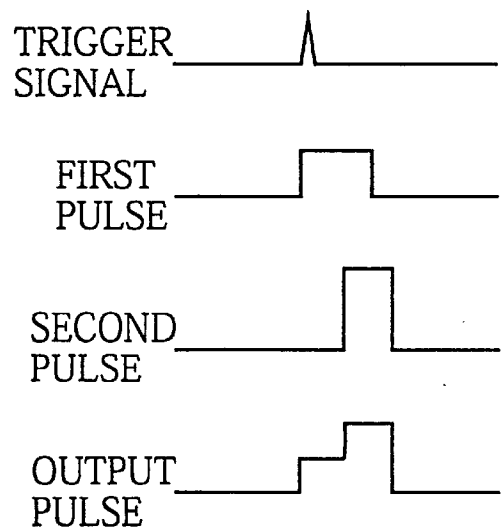 TRIGGER
SIGNAL
FIRST
PULSE
SECOND
PULSE
OUTPUT
PULSE